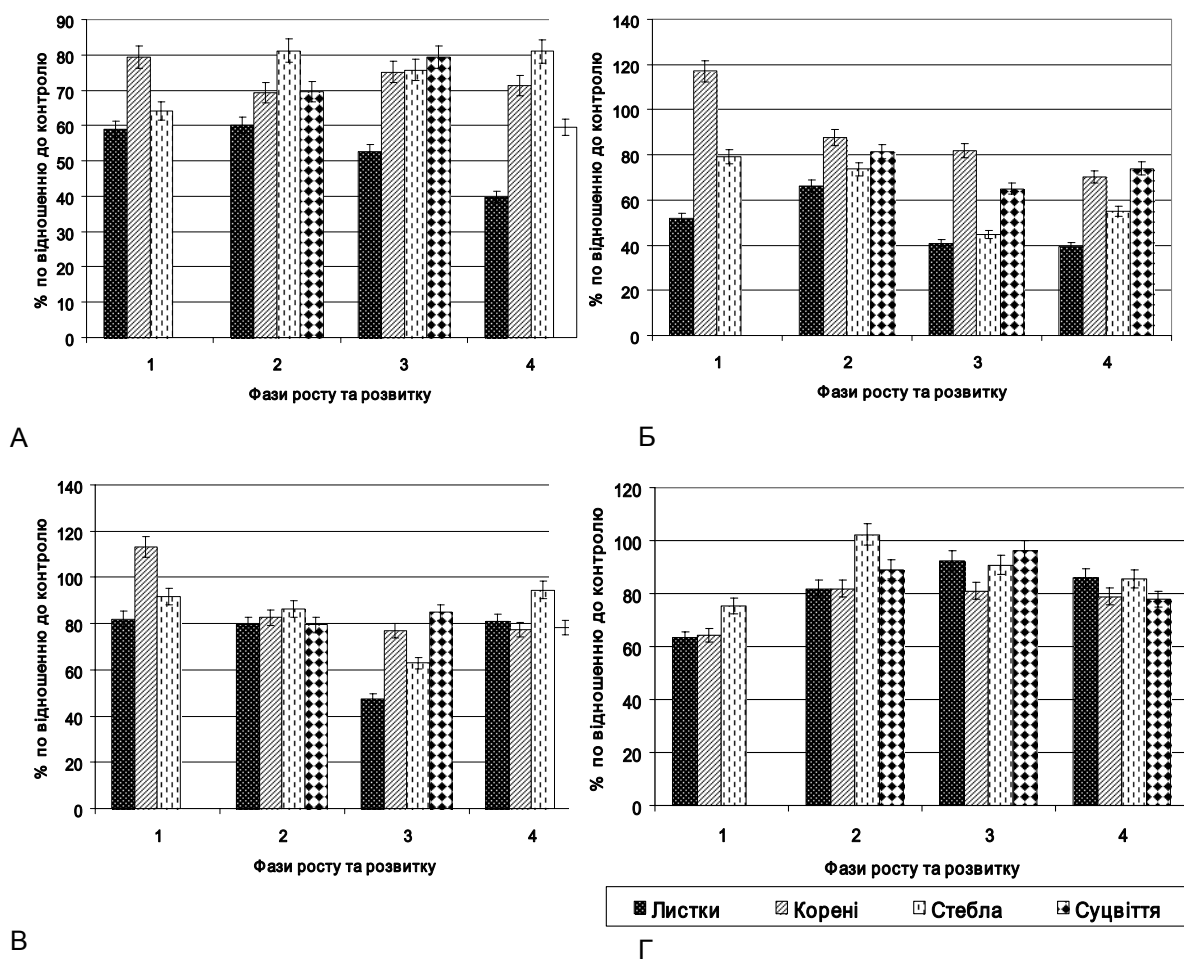 % по відношенню до контролю
90
80
70
60
50
40
30
20
10
0
1 2 3 4
Фази росту та розвитку
А
% по відношенню до контролю
140
120
100
80
60
40
20
0
1 2 3 4
Фази росту та розвитку
Б
% по відношенню до контролю
140
120
100
80
60
40
20
0
1 2 3 4
Фази росту та розвитку
В
% по відношенню до контролю
120
100
80
60
40
20
0
1 2 3 4
Фази росту та розвитку
Листки Корені Стебла Суцвіття
Г